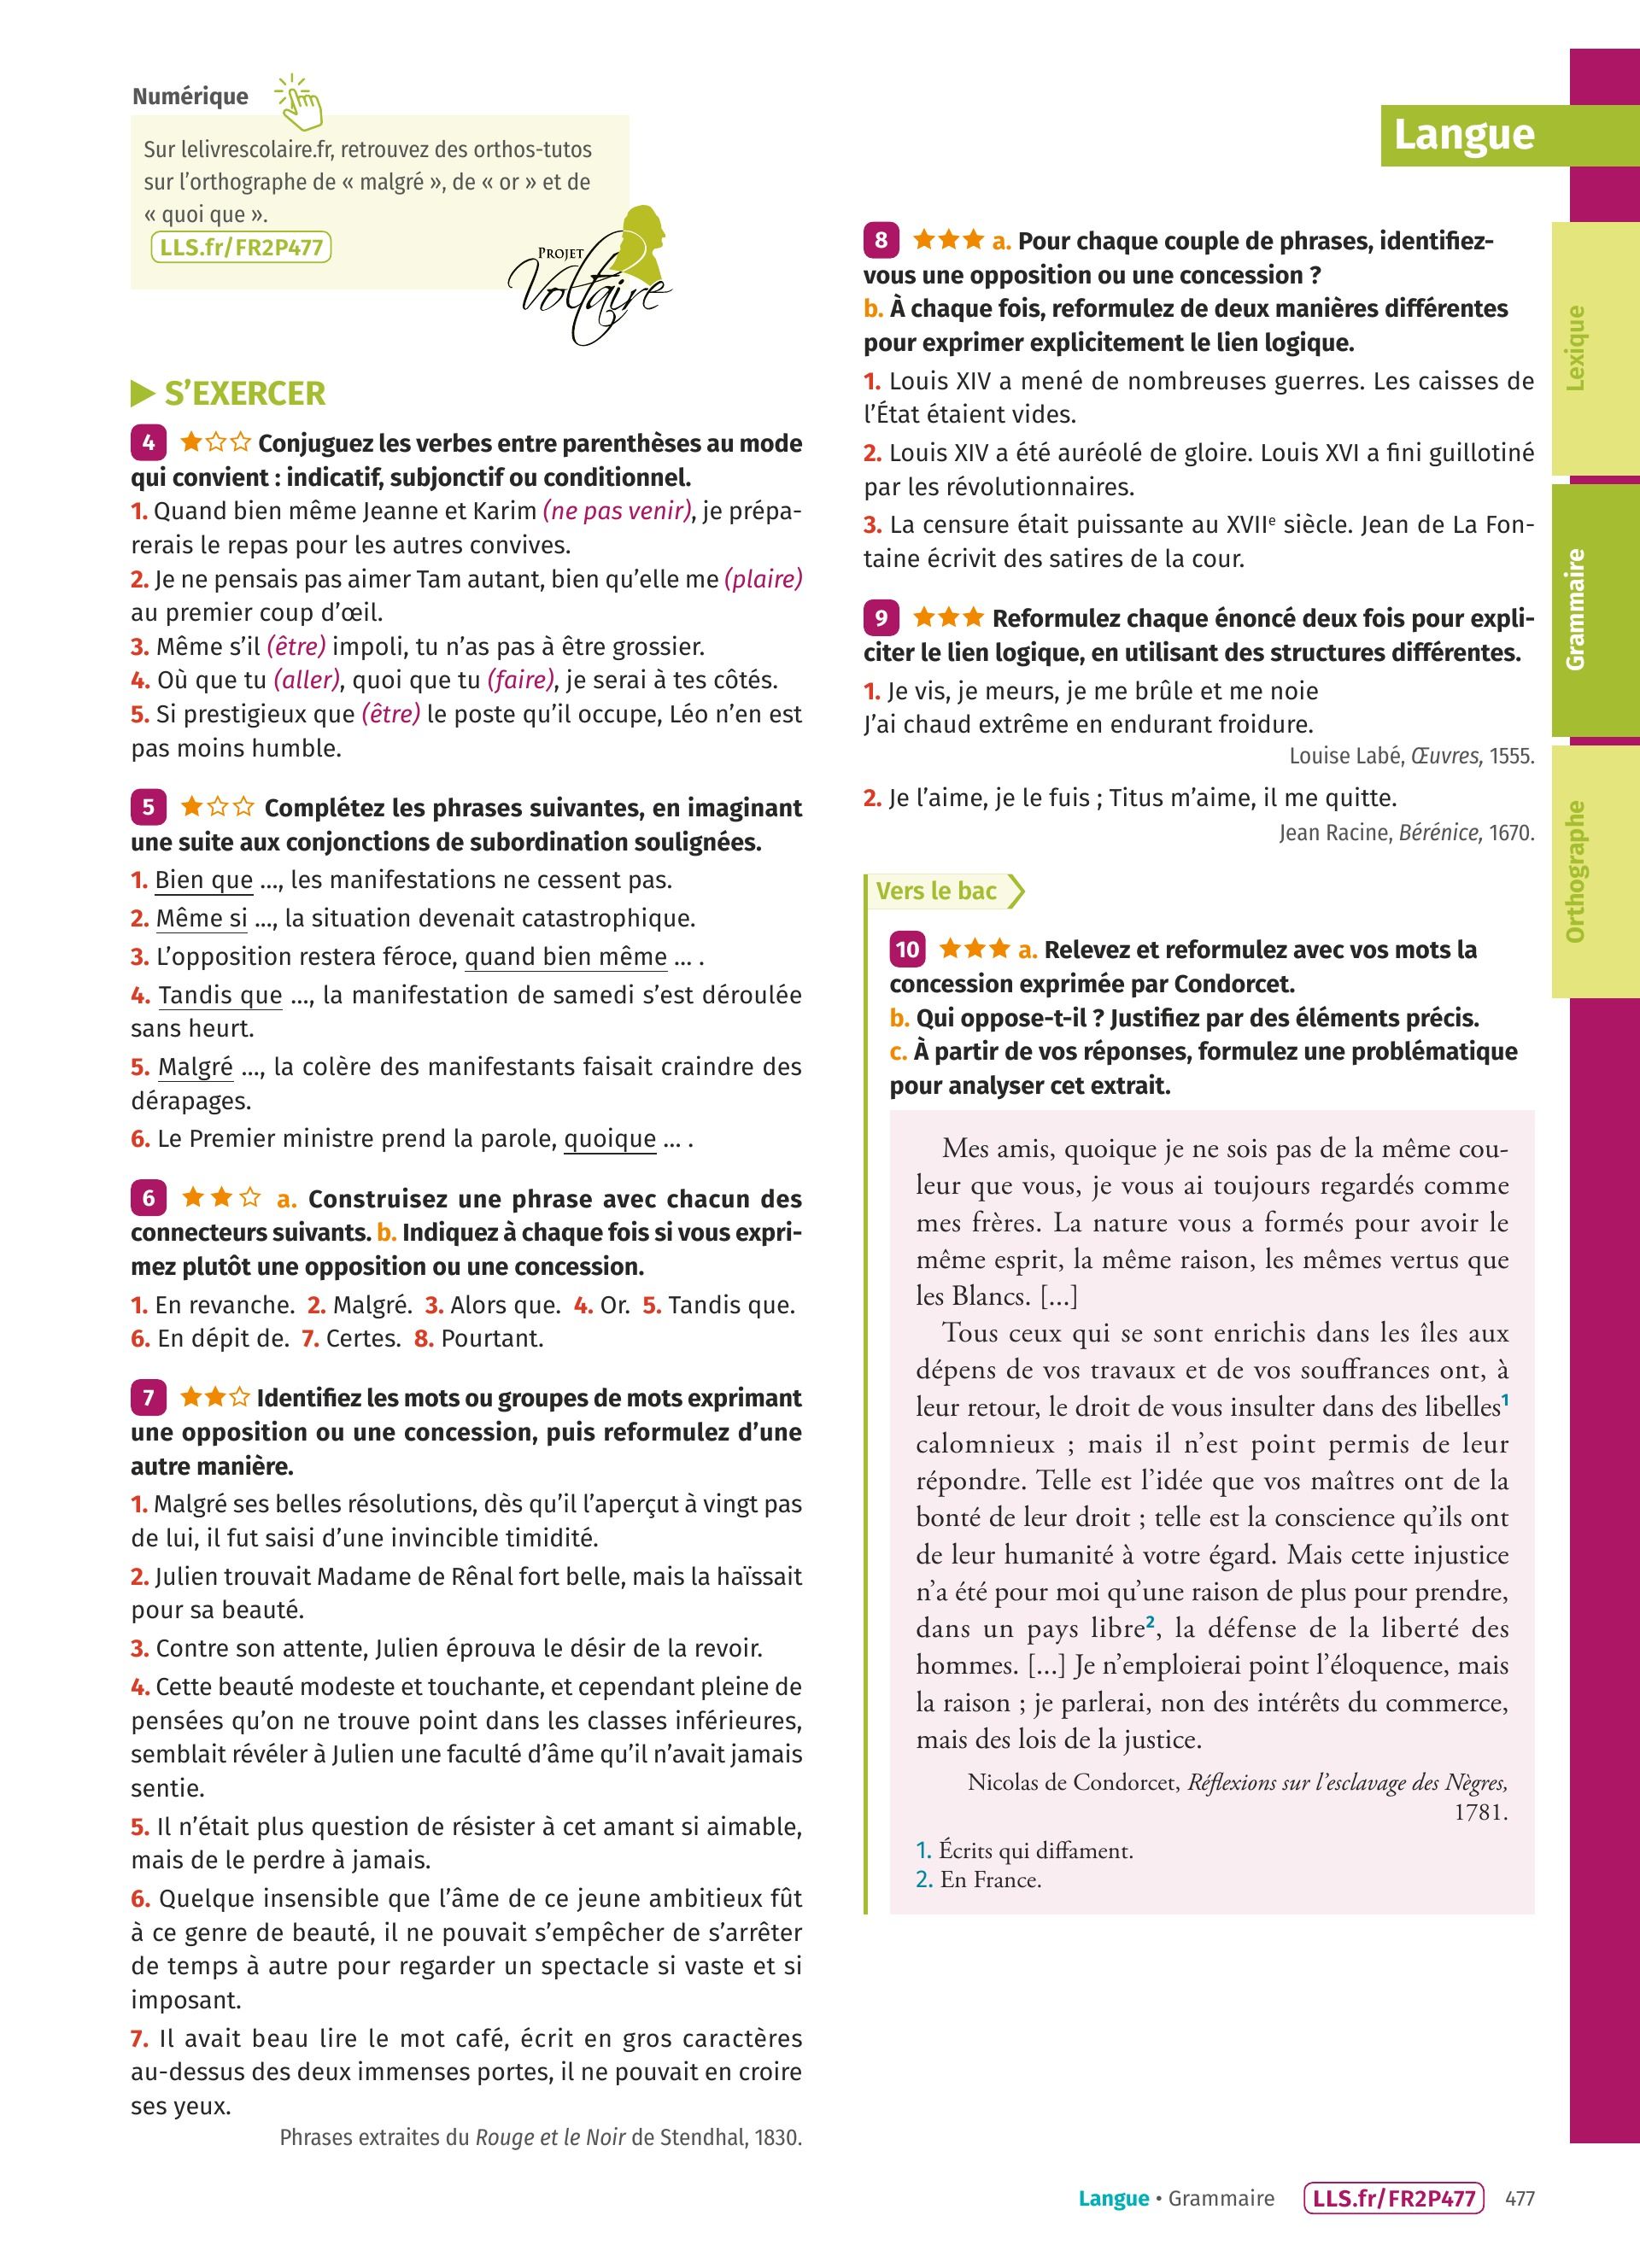 Numérique
Sur lelivrescolaire.fr, retrouvez des orthos-tutos
sur l’orthographe de « malgré », de « or » et de
« quoi que ».
LLS.fr/FR2P477
PROJET
Voltaire
S’EXERCER
4 Conjuguez les verbes entre parenthèses au mode
qui convient : indicatif, subjonctif ou conditionnel.
1. Quand bien même Jeanne et Karim (ne pas venir), je prépa-
rerais le repas pour les autres convives.
2. Je ne pensais pas aimer Tam autant, bien qu’elle me (plaire)
au premier coup d’œil.
3. Même s’il (être) impoli, tu n’as pas à être grossier.
4. Où que tu (aller), quoi que tu (faire), je serai à tes côtés.
5. Si prestigieux que (être) le poste qu’il occupe, Léo n’en est
pas moins humble.
5 Complétez les phrases suivantes, en imaginant
une suite aux conjonctions de subordination soulignées.
1. Bien que ..., les manifestations ne cessent pas.
2. Même si ..., la situation devenait catastrophique.
3. L’opposition restera féroce, quand bien même ... .
4. Tandis que ..., la manifestation de samedi s’est déroulée
sans heurt.
5. Malgré ..., la colère des manifestants faisait craindre des
dérapages.
6. Le Premier ministre prend la parole, quoique ... .
6 a. Construisez une phrase avec chacun des
connecteurs suivants. b. Indiquez à chaque fois si vous expri-
mez plutôt une opposition ou une concession.
1. En revanche. 2. Malgré. 3. Alors que. 4. Or. 5. Tandis que.
6. En dépit de. 7. Certes. 8. Pourtant.
7 Identifiez les mots ou groupes de mots exprimant
une opposition ou une concession, puis reformulez d’une
autre manière.
1. Malgré ses belles résolutions, dès qu’il l’aperçut à vingt pas
de lui, il fut saisi d’une invincible timidité.
2. Julien trouvait Madame de Rênal fort belle, mais la haïssait
pour sa beauté.
3. Contre son attente, Julien éprouva le désir de la revoir.
4. Cette beauté modeste et touchante, et cependant pleine de
pensées qu’on ne trouve point dans les classes inférieures,
semblait révéler à Julien une faculté d’âme qu’il n’avait jamais
sentie.
5. Il n’était plus question de résister à cet amant si aimable,
mais de le perdre à jamais.
6. Quelque insensible que l’âme de ce jeune ambitieux fût
à ce genre de beauté, il ne pouvait s’empêcher de s’arrêter
de temps à autre pour regarder un spectacle si vaste et si
imposant.
7. Il avait beau lire le mot café, écrit en gros caractères
au-dessus des deux immenses portes, il ne pouvait en croire
ses yeux.
Phrases extraites du Rouge et le Noir de Stendhal, 1830.
Langue
8 a. Pour chaque couple de phrases, identifiez-
vous une opposition ou une concession ?
b. À chaque fois, reformulez de deux manières différentes
pour exprimer explicitement le lien logique.
1. Louis XIV a mené de nombreuses guerres. Les caisses de
l’État étaient vides.
2. Louis XIV a été auréolé de gloire. Louis XVI a fini guillotiné
par les révolutionnaires.
3. La censure était puissante au XVIIe siècle. Jean de La Fon-
taine écrivit des satires de la cour.
9 Reformulez chaque énoncé deux fois pour expli-
citer le lien logique, en utilisant des structures différentes.
1. Je vis, je meurs, je me brûle et me noie
J’ai chaud extrême en endurant froidure.
Louise Labé, Œuvres, 1555.
2. Je l’aime, je le fuis ; Titus m’aime, il me quitte.
Jean Racine, Bérénice, 1670.
Vers le bac
10 a. Relevez et reformulez avec vos mots la
concession exprimée par Condorcet.
b. Qui oppose-t-il ? Justifiez par des éléments précis.
c. À partir de vos réponses, formulez une problématique
pour analyser cet extrait.
Mes amis, quoique je ne sois pas de la même cou-
leur que vous, je vous ai toujours regardés comme
mes frères. La nature vous a formés pour avoir le
même esprit, la même raison, les mêmes vertus que
les Blancs. [...]
Tous ceux qui se sont enrichis dans les îles aux
dépens de vos travaux et de vos souffrances ont, à
leur retour, le droit de vous insulter dans des libelles1
calomnieux ; mais il n’est point permis de leur
répondre. Telle est l’idée que vos maîtres ont de la
bonté de leur droit ; telle est la conscience qu’ils ont
de leur humanité à votre égard. Mais cette injustice
n’a été pour moi qu’une raison de plus pour prendre,
dans un pays libre2, la défense de la liberté des
hommes. [...] Je n’emploierai point l’éloquence, mais
la raison ; je parlerai, non des intérêts du commerce,
mais des lois de la justice.
Nicolas de Condorcet, Réflexions sur l’esclavage des Nègres,
1781.
1. Écrits qui diffament.
2. En France.
Lexique
Grammaire
Orthographe
Langue • Grammaire LLS.fr/FR2P477 477